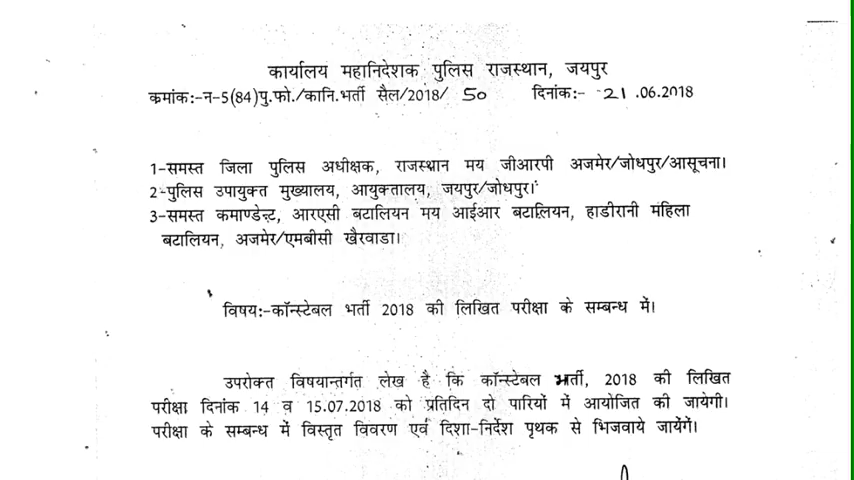 कार्यालय महानिदेशक पुलिस राजस्थान, जयपुर
क्रमांक:-न-5(84)पु.फो./कानि.भर्ती सैल/2018/ 50 दिनांक:- 21 .06.2018
1-समस्त जिला पुलिस अधीक्षक, राजस्थान मय जीआरपी अजमेर/जोधपुर/आसूचना।
2-पुलिस उपायुक्त मुख्यालय, आयुक्तालय, जयपुर/जोधपुर।
3-समस्त कमाण्डेन्ट, आरएसी बटालियन मय आईआर बटालियन, हाडीरानी महिला
बटालियन, अजमेर/एमबीसी खैरवाडा।
विषय:-कॉन्स्टेबल भर्ती 2018 की लिखित परीक्षा के सम्बन्ध में।
उपरोक्त विषयान्तर्गत लेख है कि कॉन्स्टेबल भर्ती, 2018 की लिखित
परीक्षा दिनांक 14 व 15.07.2018 को प्रतिदिन दो पारियों में आयोजित की जायेगी।
परीक्षा के सम्बन्ध में विस्तृत विवरण एवं दिशा-निर्देश पृथक से भिजवाये जायेंगें।